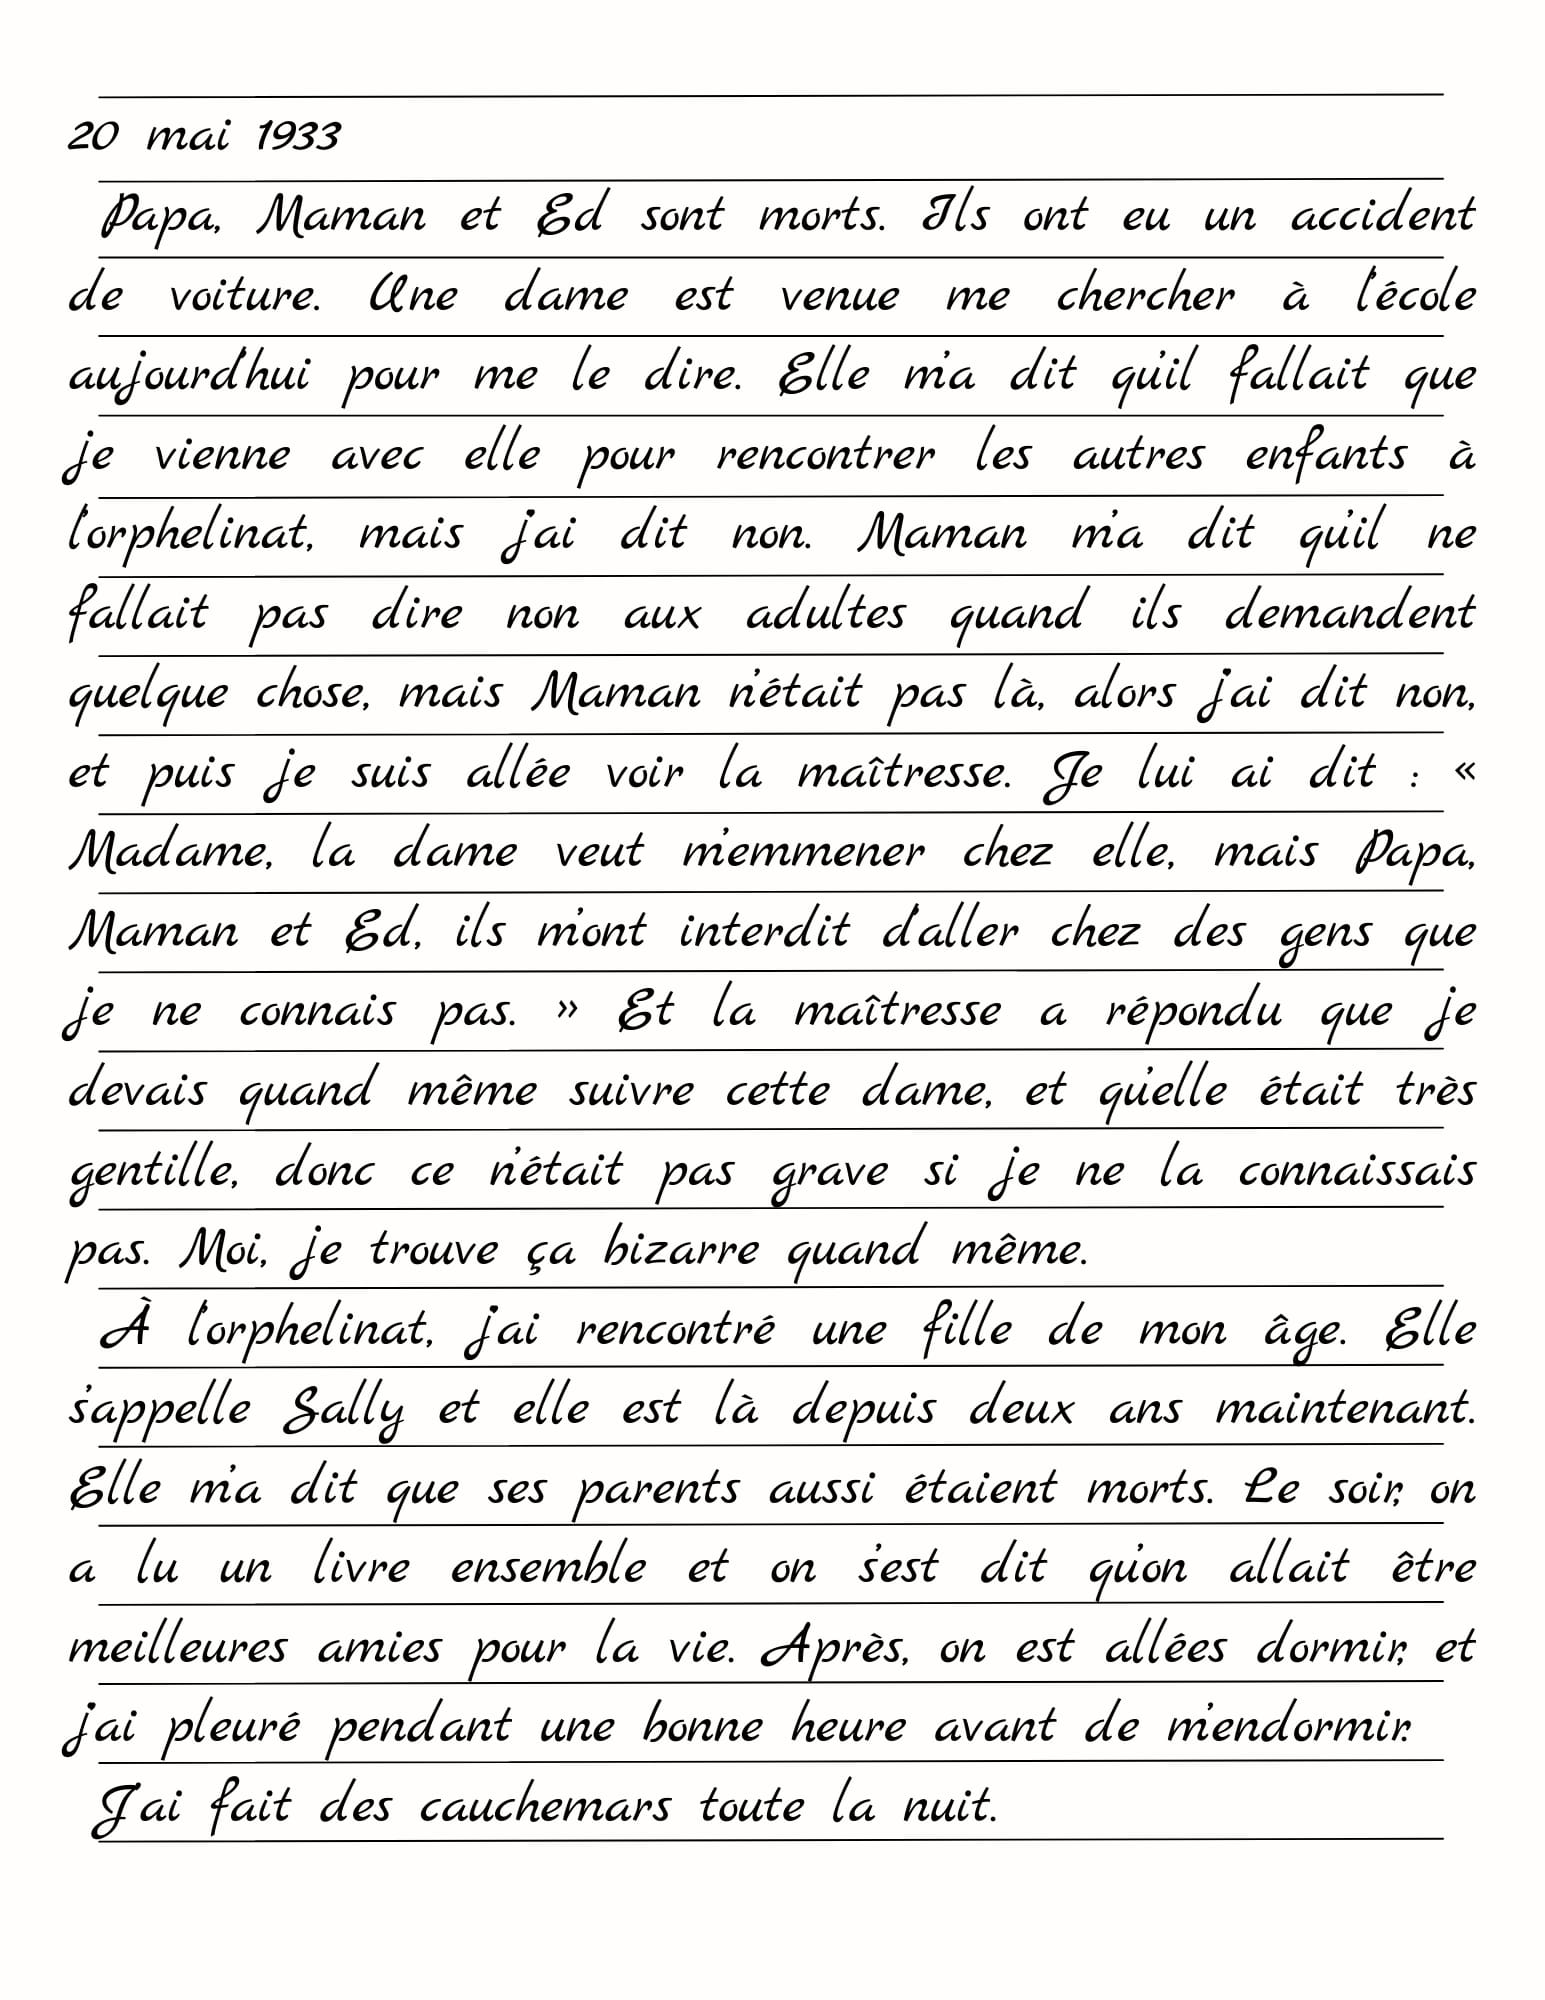 20 mai 1933
Papa, Maman et Ed sont morts. Ils ont eu un accident
de voiture. Une dame est venue me chercher à l'école
aujourd'hui pour me le dire. Elle m'a dit qu'il fallait que
je vienne avec elle pour rencontrer les autres enfants à
l'orphelinat, mais j'ai dit non. Maman m'a dit qu'il ne
fallait pas dire non aux adultes quand ils demandent
quelque chose, mais Maman n'était pas là, alors j'ai dit non,
et puis je suis allée voir la maîtresse. Je lui ai dit : «
Madame, la dame veut m'emmener chez elle, mais Papa,
Maman et Ed, ils m'ont interdit d'aller chez des gens que
je ne connais pas. » Et la maîtresse a répondu que je
devais quand même suivre cette dame, et qu'elle était très
gentille, donc ce n'était pas grave si je ne la connaissais
pas. Moi, je trouve ça bizarre quand même.
À l'orphelinat, j'ai rencontré une fille de mon âge. Elle
s'appelle Sally et elle est là depuis deux ans maintenant.
Elle m'a dit que ses parents aussi étaient morts. Le soir, on
a lu un livre ensemble et on s'est dit qu'on allait être
meilleures amies pour la vie. Après, on est allées dormir, et
j'ai pleuré pendant une bonne heure avant de m'endormir.
J'ai fait des cauchemars toute la nuit.